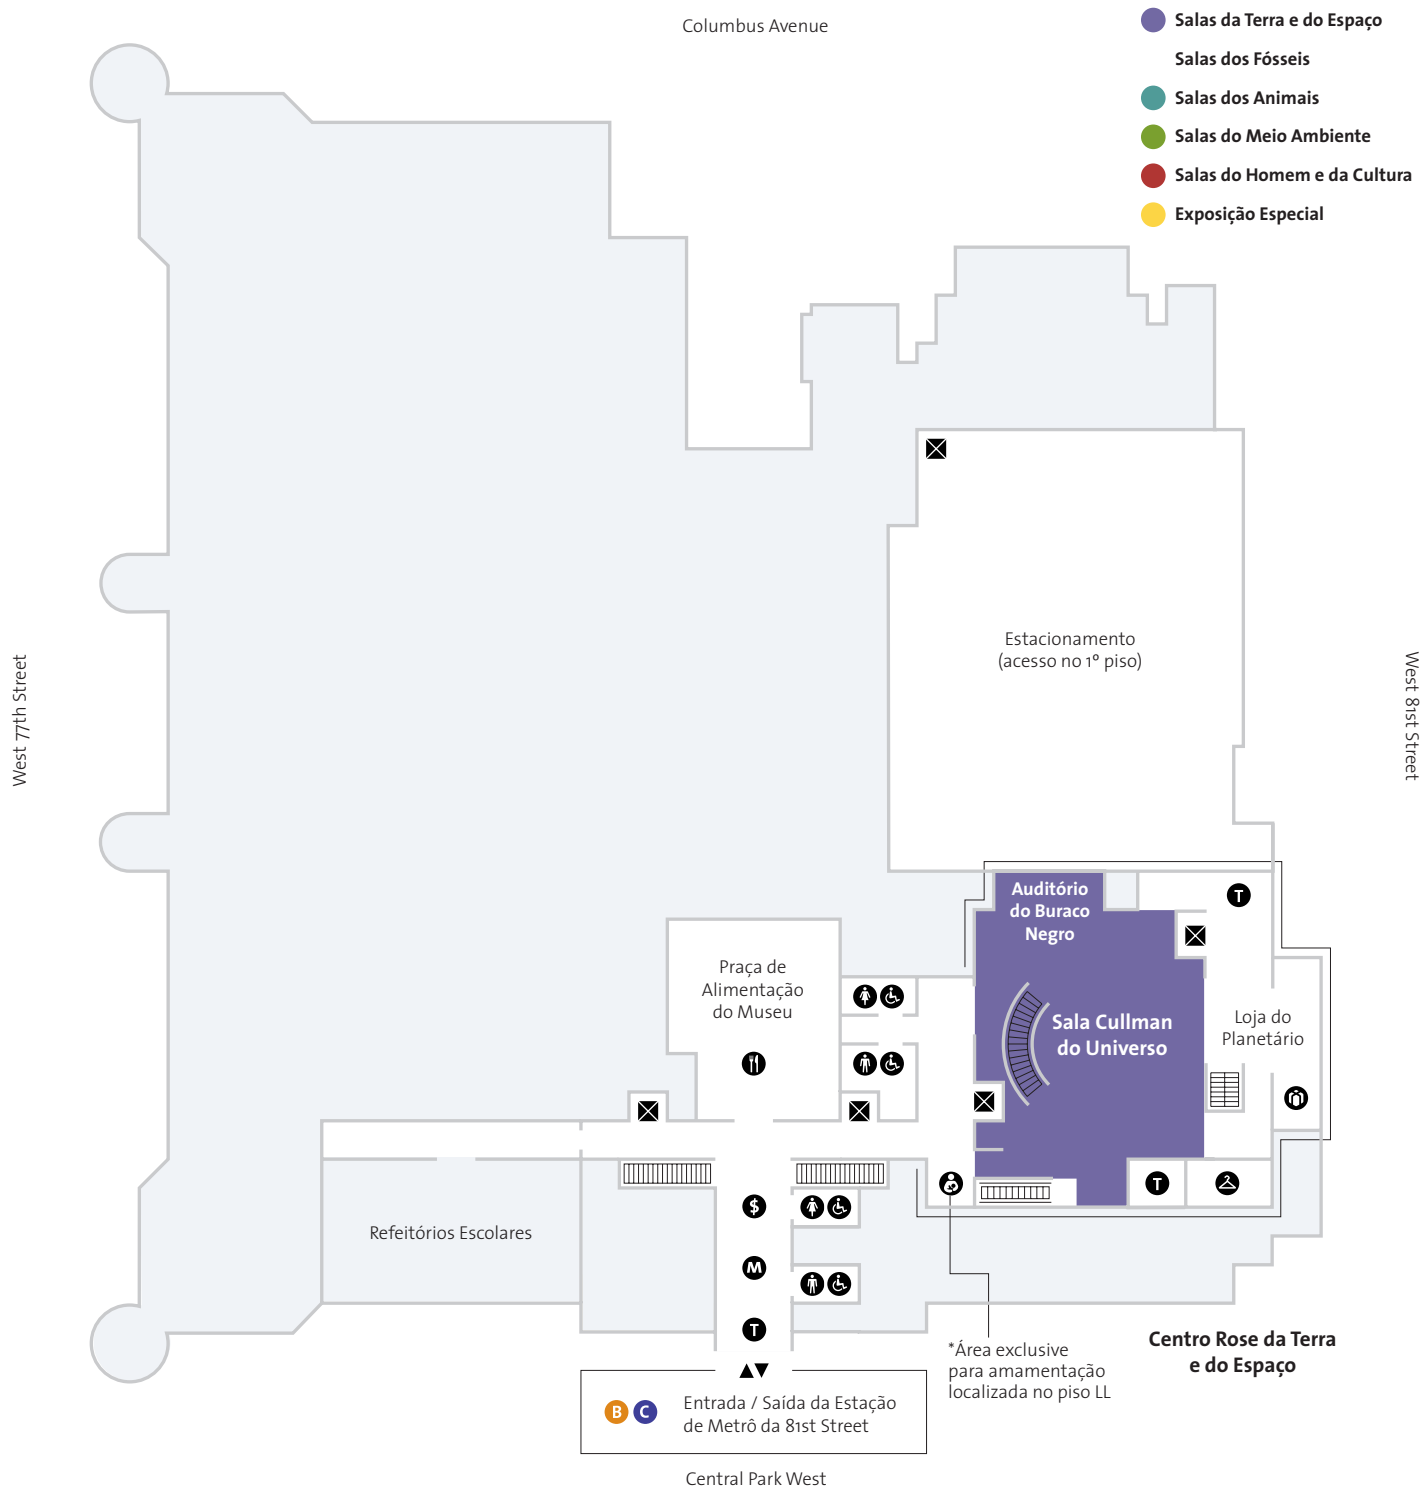 Columbus Avenue
Salas da Terra e do Espaço
Salas dos Fósseis
Salas dos Animais
Salas do Meio Ambiente
Salas do Homem e da Cultura
Exposição Especial
West 77th Street
West 81st Street
Estacionamento
(acesso no 1º piso)
Auditório
do Buraco
Negro
T
Praça de
Alimentação
do Museu
Sala Cullman
do Universo
Loja do
Planetário
T
$
M
T
Refeitórios Escolares
*Área exclusive
para amamentação
localizada no piso LL
Centro Rose da Terra
e do Espaço
B C
Entrada / Saída da Estação
de Metrô da 81st Street
Central Park West